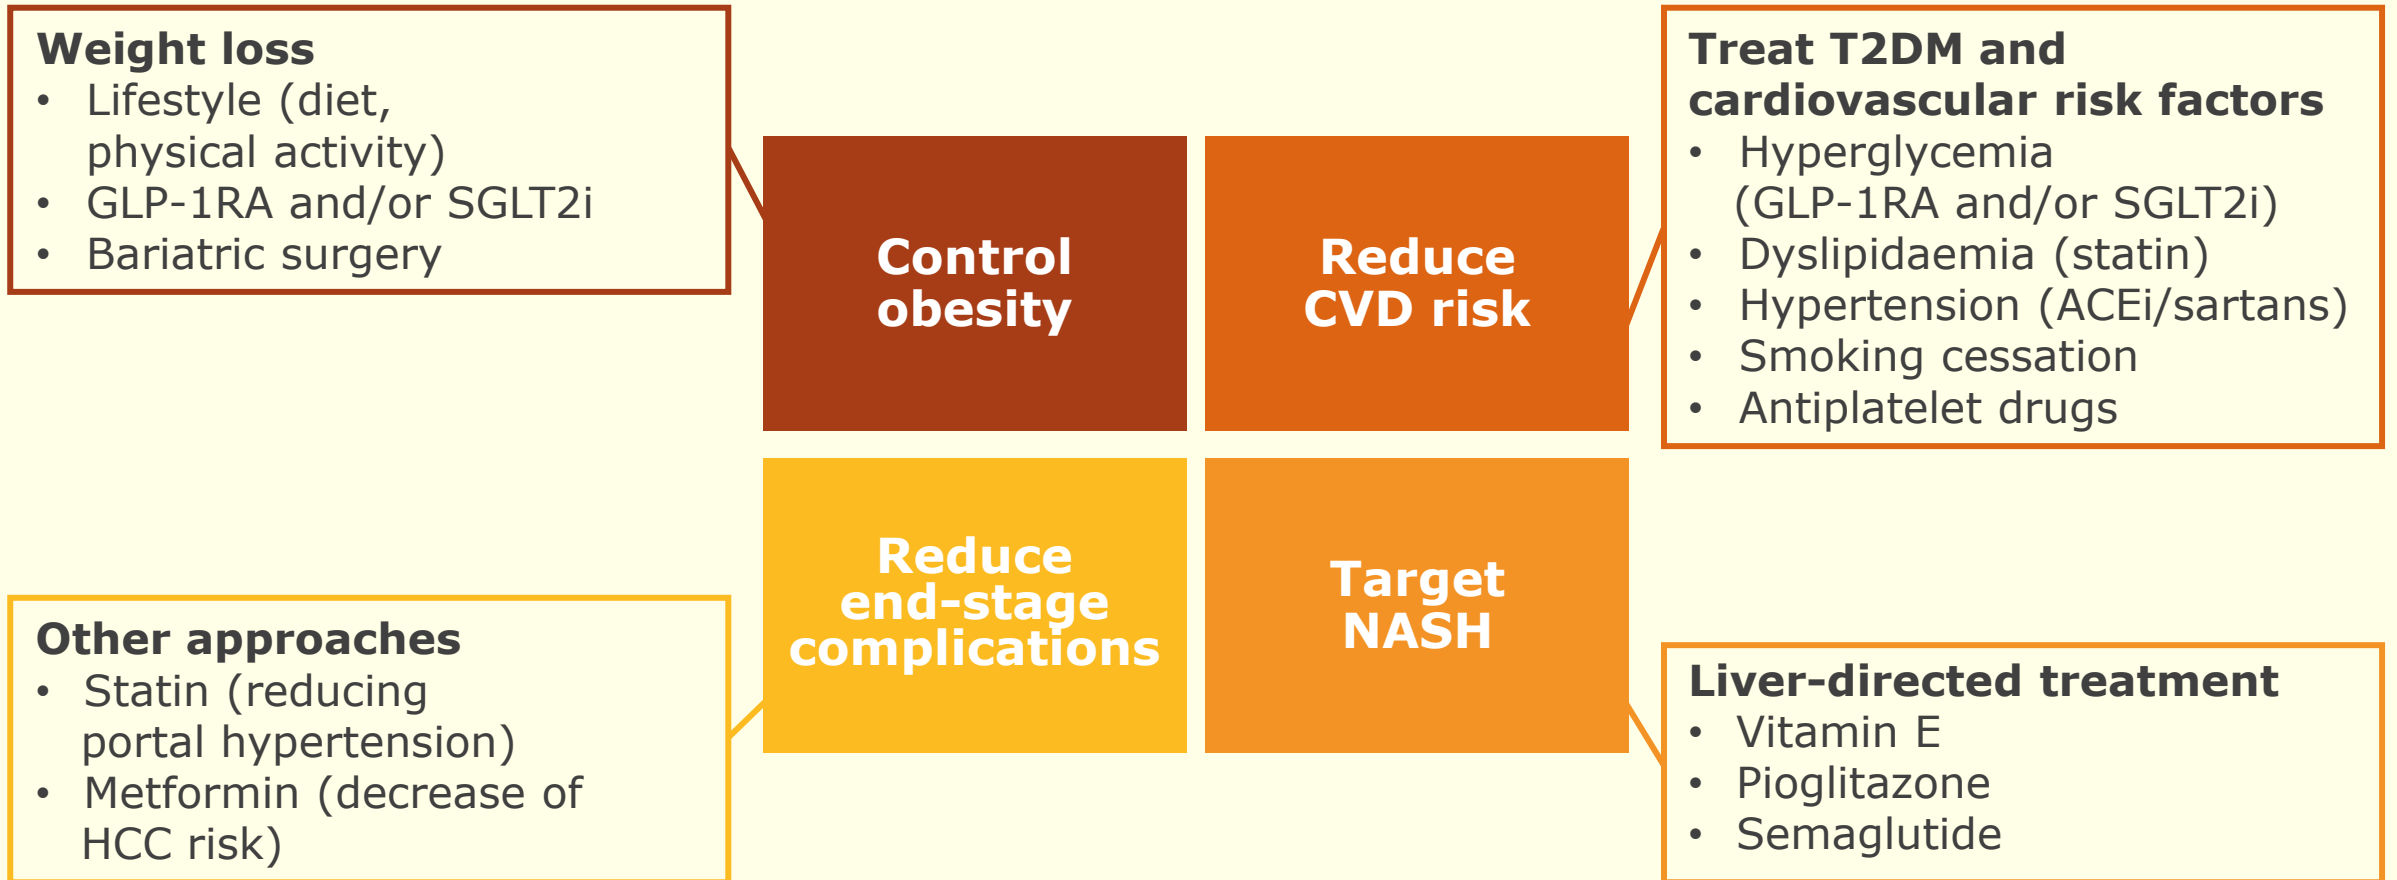 Weight loss
• Lifestyle (diet,
physical activity)
• GLP-1RA and/or SGLT2i
• Bariatric surgery
Control
obesity
Reduce
CVD risk
Treat T2DM and
cardiovascular risk factors
• Hyperglycemia
(GLP-1RA and/or SGLT2i)
• Dyslipidaemia (statin)
• Hypertension (ACEi/sartans)
• Smoking cessation
• Antiplatelet drugs
Other approaches
• Statin (reducing
portal hypertension)
• Metformin (decrease of
HCC risk)
Reduce
end-stage
complications
Target
NASH
Liver-directed treatment
• Vitamin E
• Pioglitazone
• Semaglutide